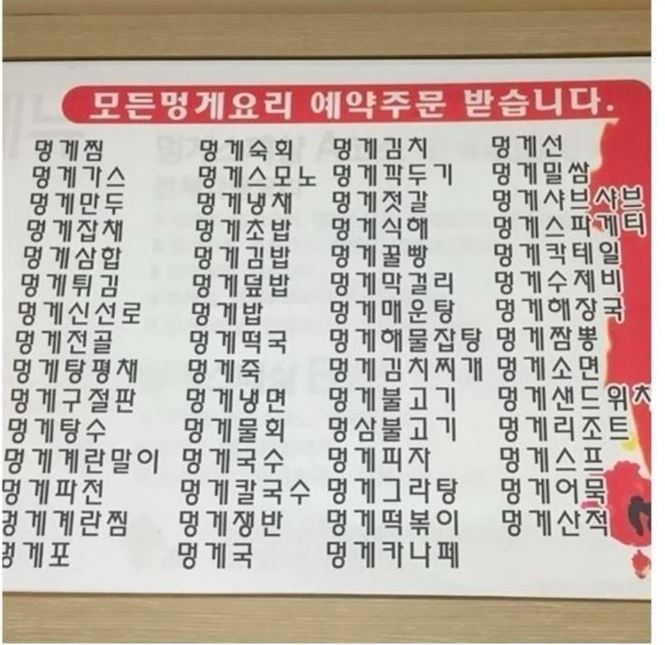 모든멍게요리 예약주문 받습니다.
멍게찜
멍게가스
멍게만두
멍게잡채
멍게삼합
멍게튀김
멍게신선로
멍게전골
멍게탕평채
멍게구절판
멍게탕수
멍게계란말이
멍게파전
멍게계란찜
멍게포
멍게숙회
멍게스모노
멍게냉채
멍게초밥
멍게김밥
멍게덮밥
멍게밥
멍게떡국
멍게죽
멍게냉면
멍게물회
멍게국수
멍게칼국수
멍게쟁반
멍게국
멍게김치
멍게깍두기
멍게젓갈
멍게식해
멍게꿀빵
멍게막걸리
멍게매운탕
멍게해물잡탕
멍게김치찌개
멍게불고기
멍삼불고기
멍게피자
멍게그라탕
멍게떡볶이
멍게카나페
멍게선
멍게밀쌈
멍게샤브샤브
멍게스파게티
멍게칵테일
멍게수제비
멍게해장국
멍게짬뽕
멍게소면
멍게샌드위치
멍게리조트
멍게스프
멍게어묵
멍게산적